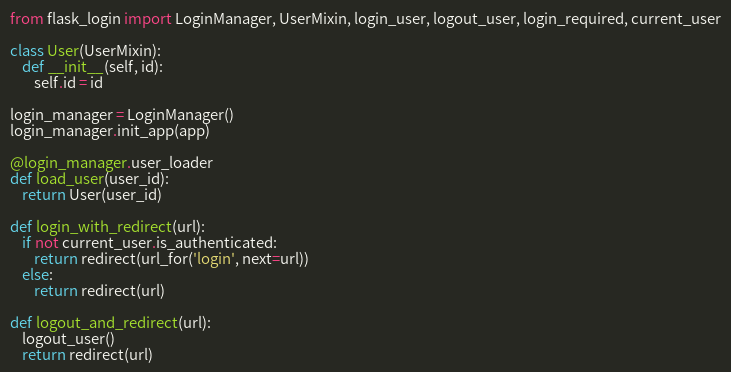 from flask_login import LoginManager, UserMixin, login_user, logout_user, login_required, current_user
class User(UserMixin):
def __init__(self, id):
self.id = id
login_manager = LoginManager()
login_manager.init_app(app)
@login_manager.user_loader
def load_user(user_id):
return User(user_id)
def login_with_redirect(url):
if not current_user.is_authenticated:
return redirect(url_for('login', next=url))
else:
return redirect(url)
def logout_and_redirect(url):
logout_user()
return redirect(url)